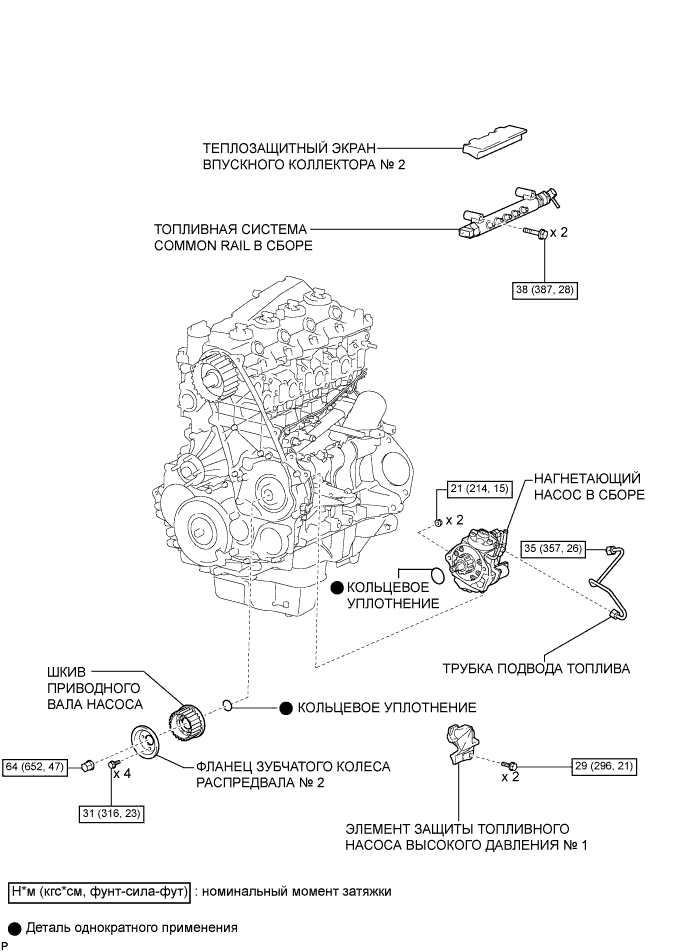 ТЕПЛОЗАЩИТНЫЙ ЭКРАН
ВПУСКНОГО КОЛЛЕКТОРА № 2
ТОПЛИВНАЯ СИСТЕМА
COMMON RAIL В СБОРЕ
x 2
38 (387, 28)
НАГНЕТАЮЩИЙ
НАСОС В СБОРЕ
21 (214, 15)
x 2
35 (357, 26)
КОЛЬЦЕВОЕ
УПЛОТНЕНИЕ
ТРУБКА ПОДВОДА ТОПЛИВА
ШКИВ
ПРИВОДНОГО
ВАЛА НАСОСА
КОЛЬЦЕВОЕ УПЛОТНЕНИЕ
64 (652, 47)
x 4
ФЛАНЕЦ ЗУБЧАТОГО КОЛЕСА
РАСПРЕДВАЛА № 2
x 2
29 (296, 21)
31 (316, 23)
ЭЛЕМЕНТ ЗАЩИТЫ ТОПЛИВНОГО
НАСОСА ВЫСОКОГО ДАВЛЕНИЯ № 1
Н*м (кгс*см, фунт-сила-фут) : номинальный момент затяжки
● Деталь однократного применения
P